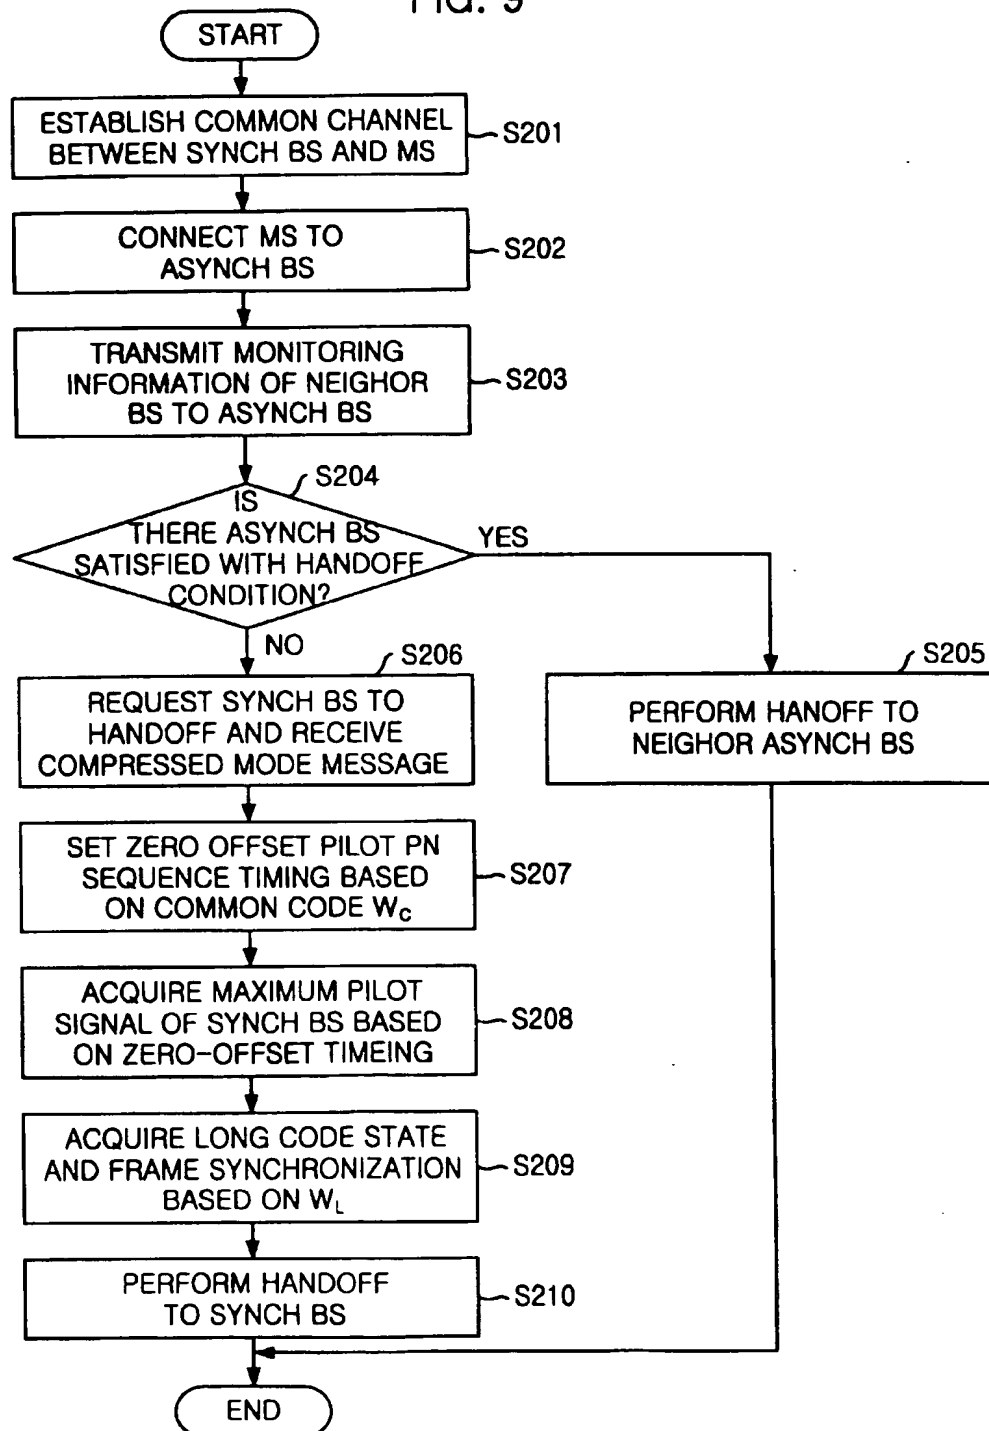 FIG. 9
START
ESTABLISH COMMON CHANNEL
BETWEEN SYNCH BS AND MS
S201
CONNECT MS TO
ASYNCH BS
S202
TRANSMIT MONITORING
INFORMATION OF NEIGHOR
BS TO ASYNCH BS
S203
S204
IS
THERE ASYNCH BS
SATISFIED WITH HANDOFF
CONDITION?
YES
NO
S206
REQUEST SYNCH BS TO
HANDOFF AND RECEIVE
COMPRESSED MODE MESSAGE
S205
PERFORM HANOFF TO
NEIGHOR ASYNCH BS
SET ZERO OFFSET PILOT PN
SEQUENCE TIMING BASED
ON COMMON CODE WC
S207
ACQUIRE MAXIMUM PILOT
SIGNAL OF SYNCH BS BASED
ON ZERO-OFFSET TIMEING
S208
ACQUIRE LONG CODE STATE
AND FRAME SYNCHRONIZATION
BASED ON WL
S209
PERFORM HANDOFF
TO SYNCH BS
S210
END